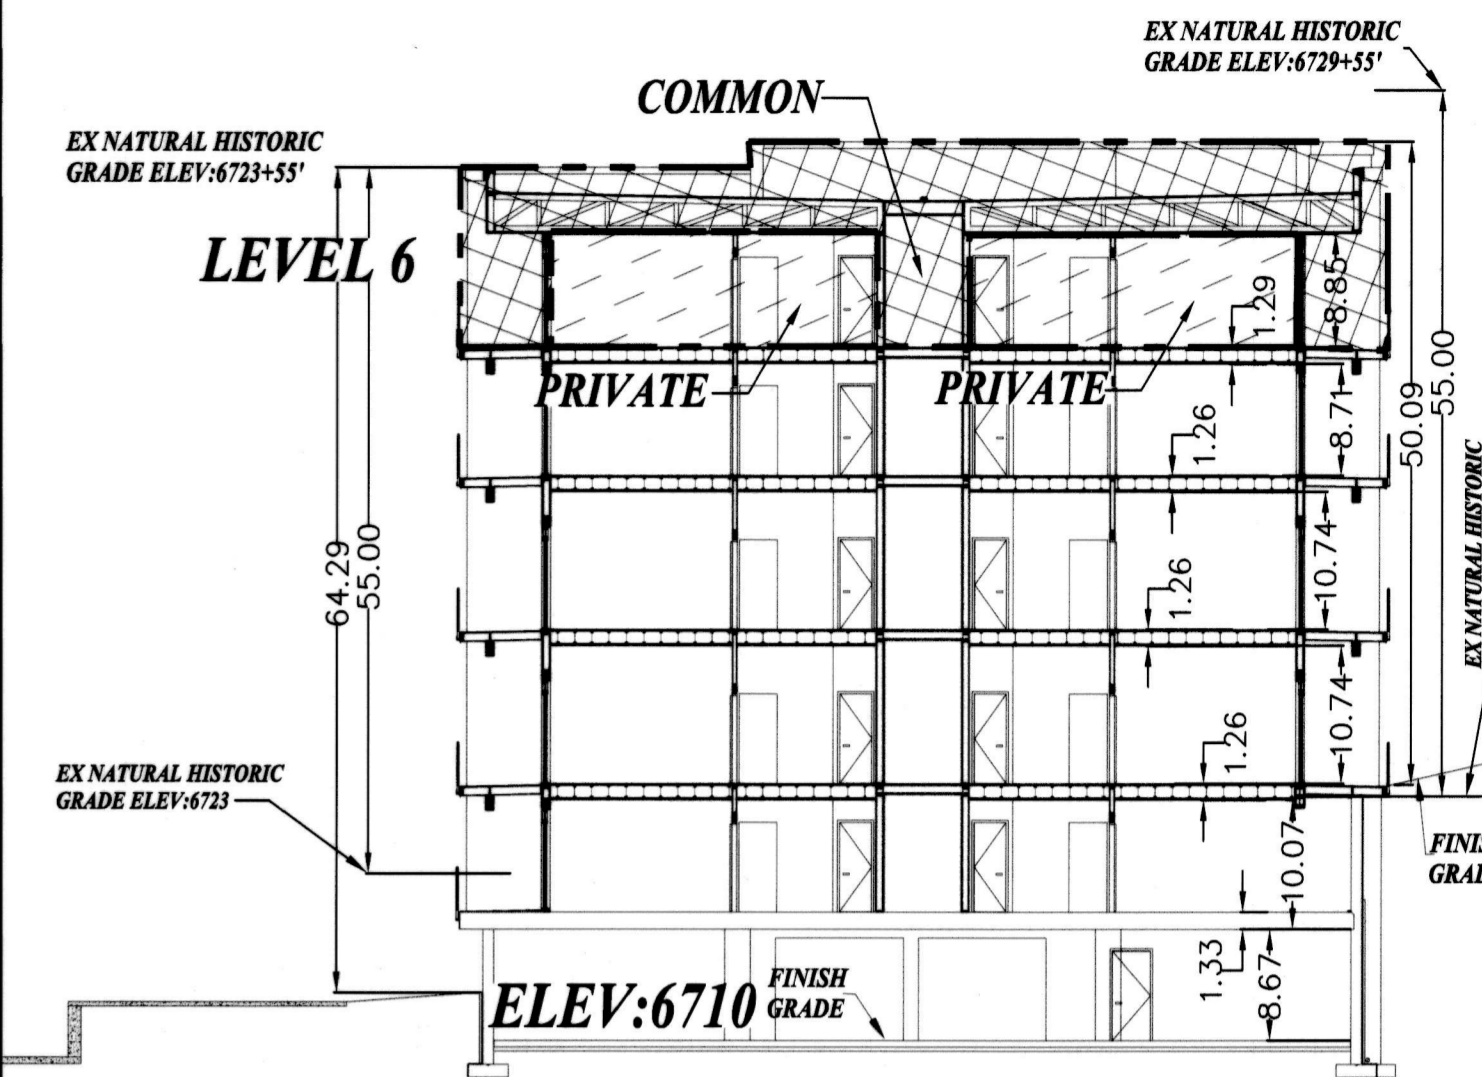 EX NATURAL HISTORIC
GRADE ELEV:6729+55'
COMMON
EX NATURAL HISTORIC
GRADE ELEV:6723+55'
LEVEL 6
1.29
8.85
PRIVATE
PRIVATE
55.00
50.09
8.71
1.26
EX NATURAL HISTORIC
64.29
55.00
10.74
1.26
10.74
1.26
EX NATURAL HISTORIC
GRADE ELEV:6723
10.07
1.33
8.67
ELEV:6710
FINISH
GRADE